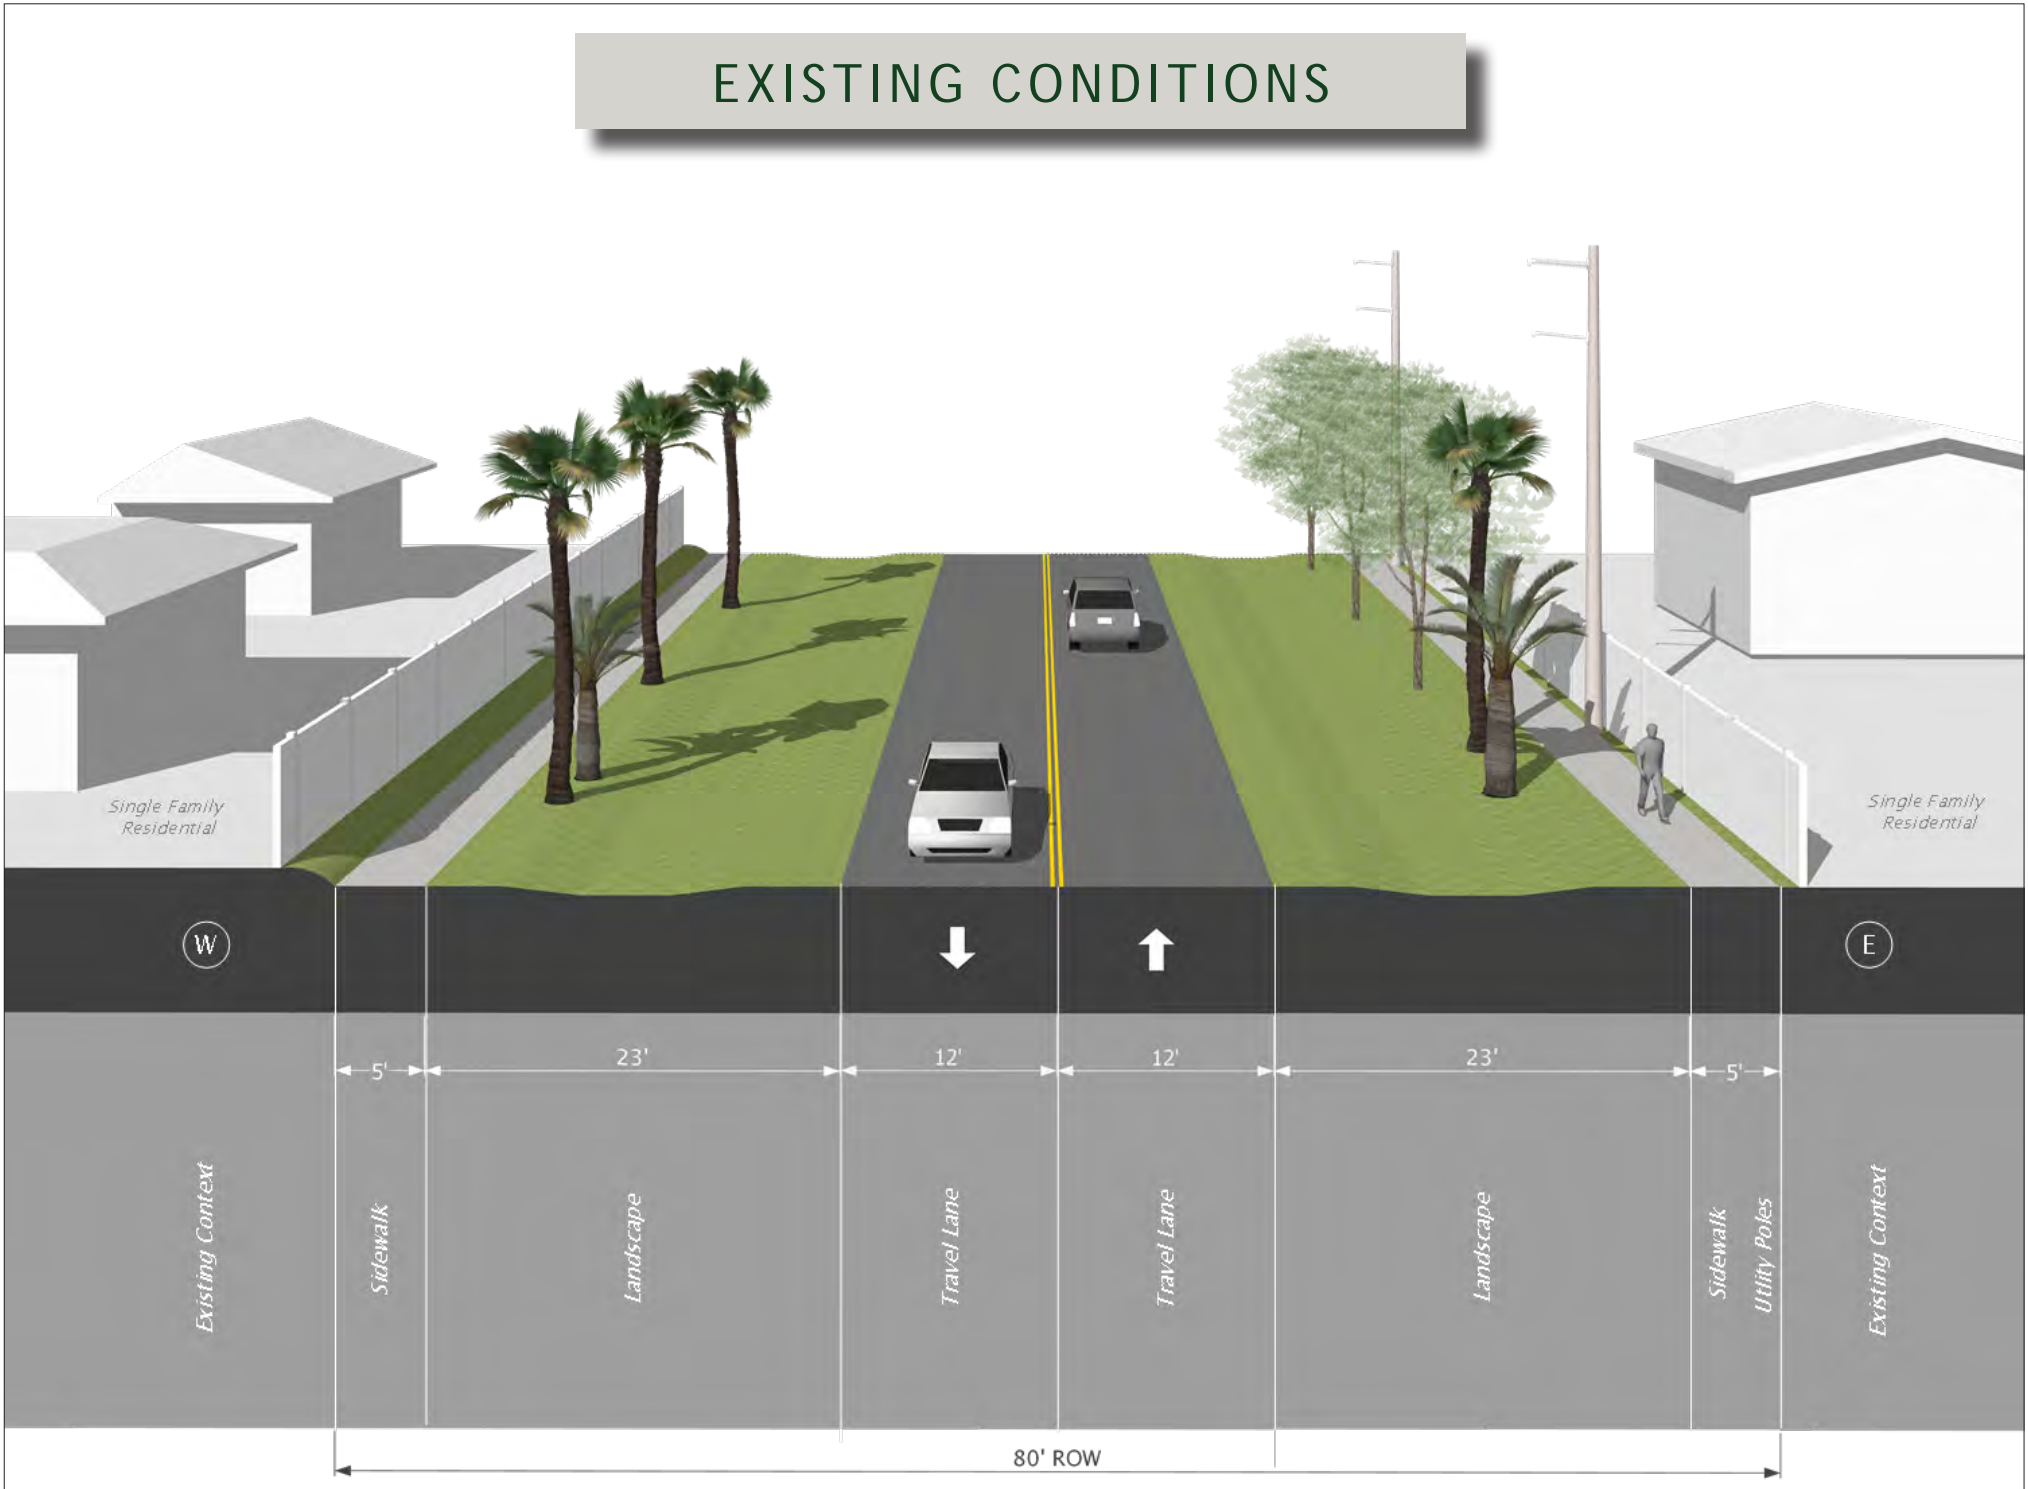 EXISTING CONDITIONS
Single Family
Residential
Single Family
Residential
W
E
5'
23'
12'
12'
23'
5'
Existing Context
Sidewalk
Landscape
Travel Lane
Travel Lane
Landscape
Sidewalk
Utility Poles
Existing Context
80' ROW